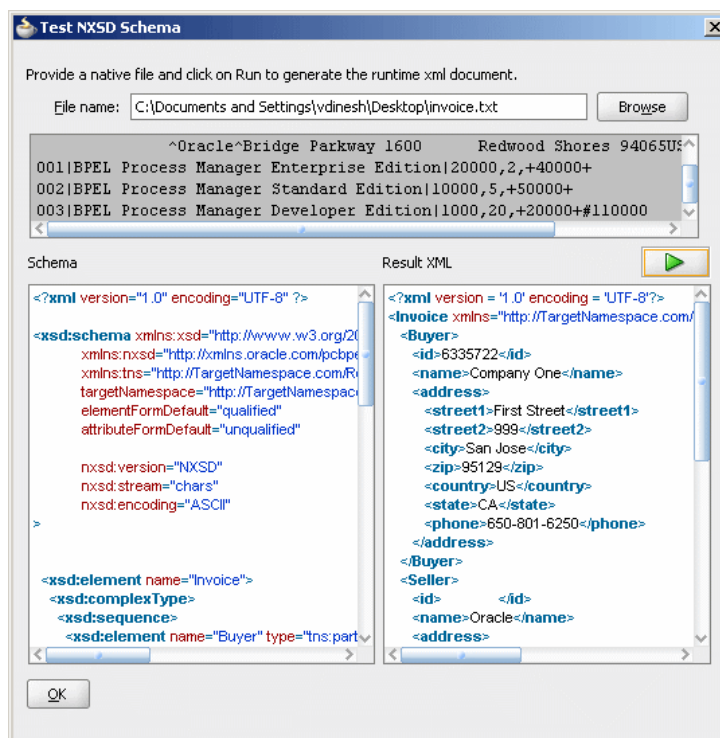 Test NXSD Schema
Provide a native file and click on Run to generate the runtime xml document.
File name: C:\Documents and Settings\vdinesh\Desktop\invoice.txt Browse
^Oracle^Bridge Parkway 1600 Redwood Shores 94065US
001|BPEL Process Manager Enterprise Edition|20000,2,+40000+
002|BPEL Process Manager Standard Edition|10000,5,+50000+
003|BPEL Process Manager Developer Edition|1000,20,+20000+#110000
Schema
<?xml version="1.0" encoding="UTF-8" ?>
<xsd:schema xmlns:xsd="http://www.w3.org/20
xmlns:nxsd="http://xmlns.oracle.com/pcbpe
xmlns:tns="http://TargetNamespace.com/R
targetNamespace="http://TargetNamespace
elementFormDefault="qualified"
attributeFormDefault="unqualified"
nxsd:version="NXSD"
nxsd:stream="chars"
nxsd:encoding="ASCII"
>
<xsd:element name="Invoice">
<xsd:complexType>
<xsd:sequence>
<xsd:element name="Buyer" type="tns:part
Result XML
<?xml version = '1.0' encoding = 'UTF-8'?>
<Invoice xmlns="http://TargetNamespace.com/
<Buyer>
<id>6335722</id>
<name>Company One</name>
<address>
<street1>First Street</street1>
<street2>999</street2>
<city>San Jose</city>
<zip>95129</zip>
<country>US</country>
<state>CA</state>
<phone>650-801-6250</phone>
</address>
</Buyer>
<Seller>
<id> </id>
<name>Oracle</name>
<address>
OK